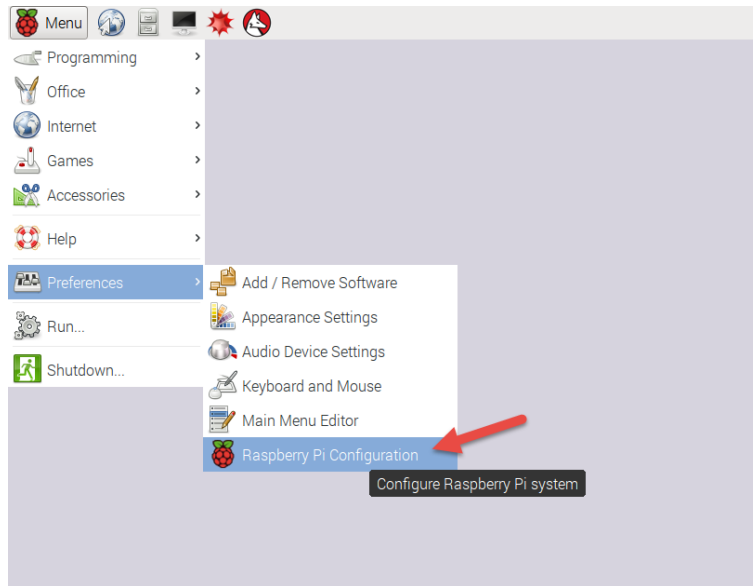 Menu
Programming
Office
Internet
Games
Accessories
Help
Preferences
Run...
Shutdown...
Add / Remove Software
Appearance Settings
Audio Device Settings
Keyboard and Mouse
Main Menu Editor
Raspberry Pi Configuration
Configure Raspberry Pi system